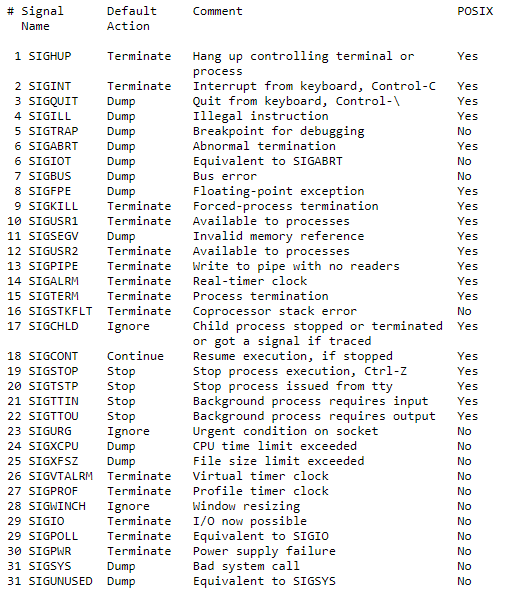 # Signal Default Comment POSIX
Name Action
1 SIGHUP Terminate Hang up controlling terminal or Yes
process
2 SIGINT Terminate Interrupt from keyboard, Control-C Yes
3 SIGQUIT Dump Quit from keyboard, Control-\ Yes
4 SIGILL Dump Illegal instruction Yes
5 SIGTRAP Dump Breakpoint for debugging No
6 SIGABRT Dump Abnormal termination Yes
6 SIGIOT Dump Equivalent to SIGABRT No
7 SIGBUS Dump Bus error No
8 SIGFPE Dump Floating-point exception Yes
9 SIGKILL Terminate Forced-process termination Yes
10 SIGUSR1 Terminate Available to processes Yes
11 SIGSEGV Dump Invalid memory reference Yes
12 SIGUSR2 Terminate Available to processes Yes
13 SIGPIPE Terminate Write to pipe with no readers Yes
14 SIGALRM Terminate Real-timer clock Yes
15 SIGTERM Terminate Process termination Yes
16 SIGSTKFLT Terminate Coprocessor stack error No
17 SIGCHLD Ignore Child process stopped or terminated Yes
or got a signal if traced
18 SIGCONT Continue Resume execution, if stopped Yes
19 SIGSTOP Stop Stop process execution, Ctrl-Z Yes
20 SIGTSTP Stop Stop process issued from tty Yes
21 SIGTTIN Stop Background process requires input Yes
22 SIGTTOU Stop Background process requires output Yes
23 SIGURG Ignore Urgent condition on socket No
24 SIGXCPU Dump CPU time limit exceeded No
25 SIGXFSZ Dump File size limit exceeded No
26 SIGVTALRM Terminate Virtual timer clock No
27 SIGPROF Terminate Profile timer clock No
28 SIGWINCH Ignore Window resizing No
29 SIGIO Terminate I/O now possible No
29 SIGPOLL Terminate Equivalent to SIGIO No
30 SIGPWR Terminate Power supply failure No
31 SIGSYS Dump Bad system call No
31 SIGUNUSED Dump Equivalent to SIGSYS No